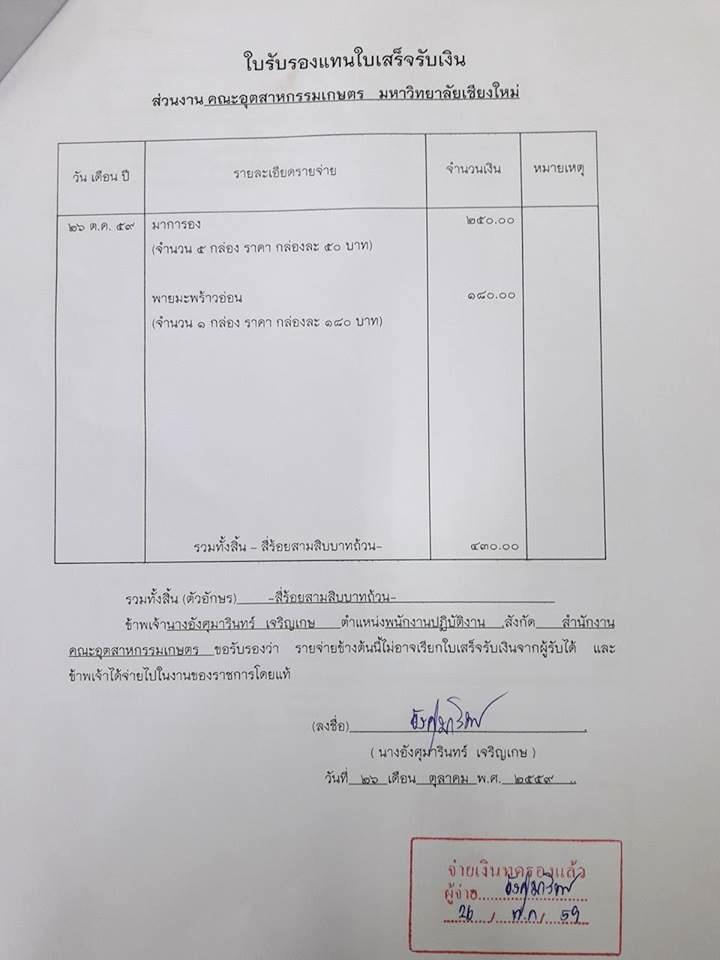 ใบรับรองแทนใบเสร็จรับเงิน
ส่วนงาน คณะอุตสาหกรรมเกษตร มหาวิทยาลัยเชียงใหม่
วัน เดือน ปี รายละเอียดรายจ่าย จำนวนเงิน หมายเหตุ
๒๖ ต.ค. ๕๙ มาการอง ๒๕๐.๐๐
(จำนวน ๕ กล่อง ราคา กล่องละ ๕๐ บาท)
พายมะพร้าวอ่อน ๑๘๐.๐๐
(จำนวน ๑ กล่อง ราคา กล่องละ ๑๘๐ บาท)
รวมทั้งสิ้น - สี่ร้อยสามสิบบาทถ้วน- ๔๓๐.๐๐
รวมทั้งสิ้น (ตัวอักษร) -สี่ร้อยสามสิบบาทถ้วน-
ข้าพเจ้านางอังศุมารินทร์ เจริญเกษ ตำแหน่งพนักงานปฏิบัติงาน สังกัด สำนักงาน
คณะอุตสาหกรรมเกษตร ขอรับรองว่า รายจ่ายข้างต้นนี้ไม่อาจเรียกใบเสร็จรับเงินจากผู้รับได้ และ
ข้าพเจ้าได้จ่ายไปในงานของราชการโดยแท้
(ลงชื่อ)
( นางอังศุมารินทร์ เจริญเกษ )
วันที่ ๒๖ เดือน ตุลาคม พ.ศ. ๒๕๕๙
จ่ายเงินทดรองแล้ว
ผู้จ่าย
26 / ต.ค / 59